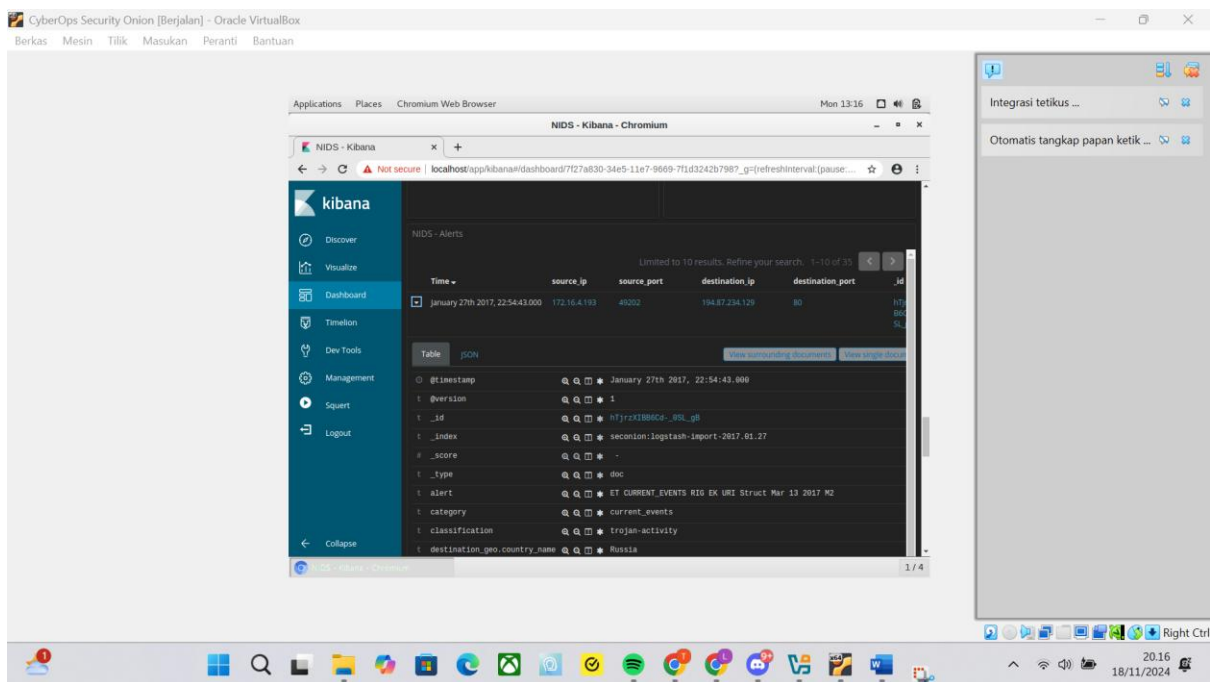 CyberOps Security Onion [Berjalan] - Oracle VirtualBox
Berkas Mesin Tilik Masukan Peranti Bantuan
Integrasi tetikus ...
Otomatis tangkap papan ketik ...
Applications Places Chromium Web Browser Mon 13:16
NIDS - Kibana - Chromium
NIDS - Kibana
Not secure localhost/app/kibana#/dashboard/7f27a830-34e5-11e7-9669-7f1d3242b798?_g=(refreshInterval:(pause:...
kibana
Discover
Visualize
Dashboard
Timelion
Dev Tools
Management
Squert
Logout
Collapse
NIDS - Alerts
Limited to 10 results. Refine your search. 1–10 of 35
Time source_ip source_port destination_ip destination_port _id
January 27th 2017, 22:54:43.000 172.16.4.193 49202 194.87.234.129 80
Table JSON View surrounding documents View single docum
@timestamp January 27th 2017, 22:54:43.000
@version 1
_id
_index seconion:logstash-import-2017.01.27
_score -
_type doc
alert ET CURRENT_EVENTS RIG EK URI Struct Mar 13 2017 M2
category current_events
classification trojan-activity
destination_geo.country_name Russia
NIDS - Kibana - Chromium
1 / 4
Right Ctrl
20.16
18/11/2024